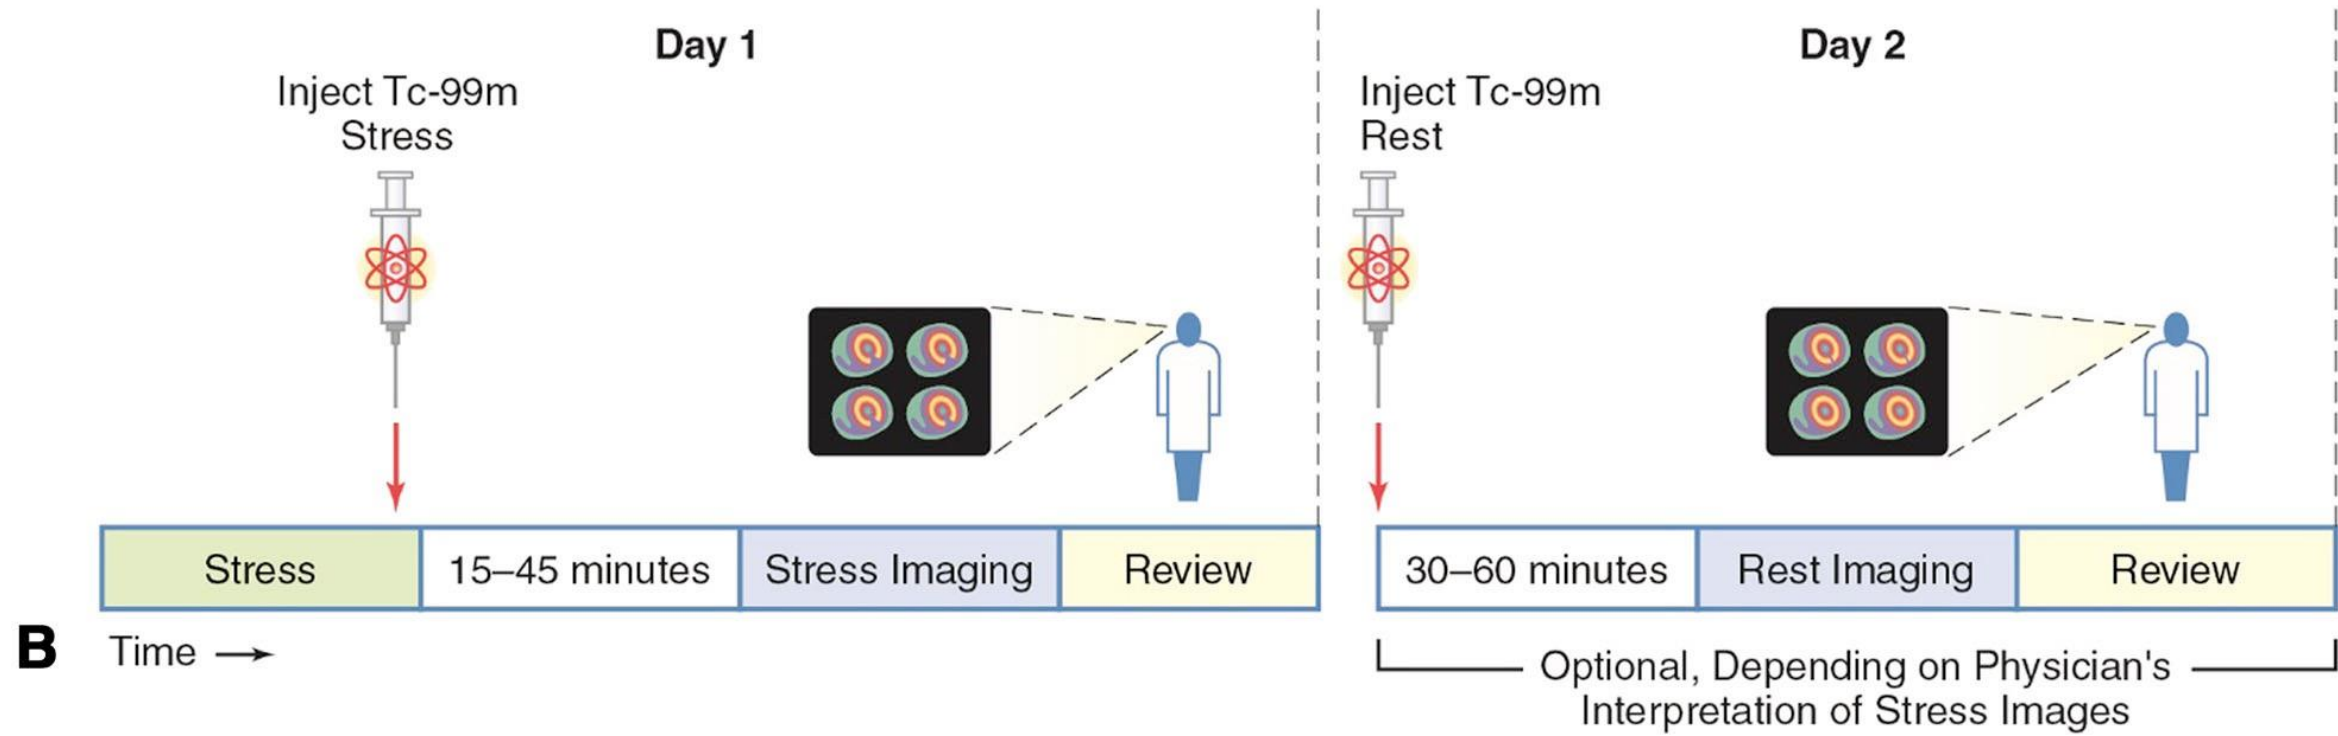 Day 1
Inject Tc-99m
Stress
Stress
15–45 minutes
Stress Imaging
Review
Day 2
Inject Tc-99m
Rest
30–60 minutes
Rest Imaging
Review
B
Time
Optional, Depending on Physician's
Interpretation of Stress Images